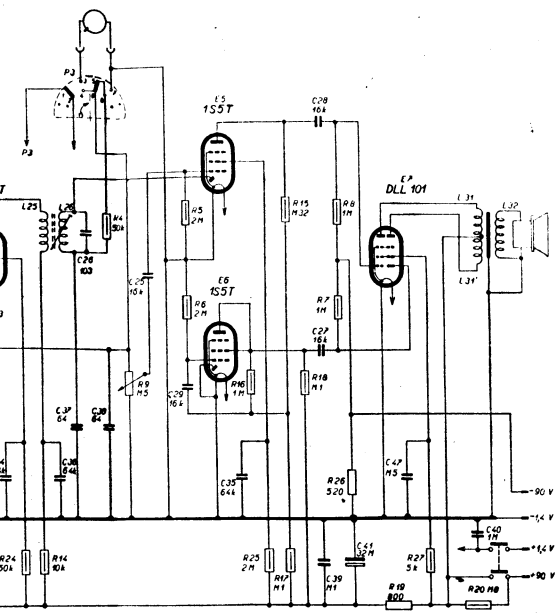 P3
P3
E5
1S5T
C28
16k
E7
DLL 101
L25
L26
R4
50k
C26
103
R5
2M
R15
M32
R8
1M
L31
L32
L31'
C25
16k
E6
1S5T
R6
2M
R7
1M
C27
16k
R9
M5
C29
16k
R16
1M
R18
M1
C37
64
C38
64
C36
64k
C35
64k
R26
520
C47
M5
-90 V
-1,4 V
+1,4 V
+90 V
C40
1M
R24
50k
R14
10k
R25
2M
R17
M1
C39
M1
C41
32M
R27
5k
R19
800
R20 M8